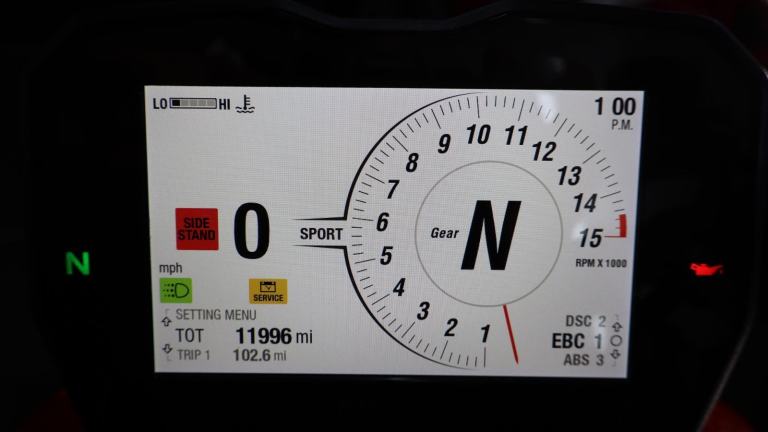 LO HI
1 00
P.M.
10
11
9
12
8
13
7
14
6
15
5
4
3
2
1
RPM X 1000
Gear N
SPORT
SIDE
STAND
0
mph
N
SERVICE
SETTING MENU
TOT 11996 mi
TRIP 1 102.6 mi
DSC 2
EBC 1
ABS 3